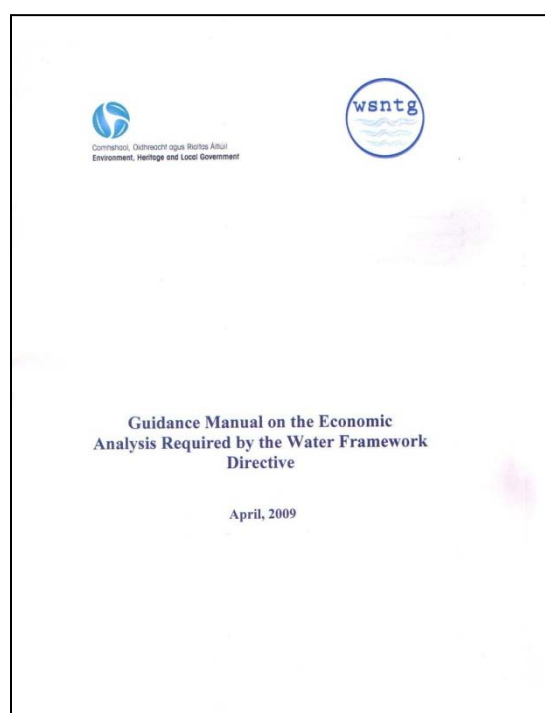 wsntg
Comhshaol, Oidhreacht agus Rialtas Áitiúil
Environment, Heritage and Local Government
Guidance Manual on the Economic
Analysis Required by the Water Framework
Directive
April, 2009